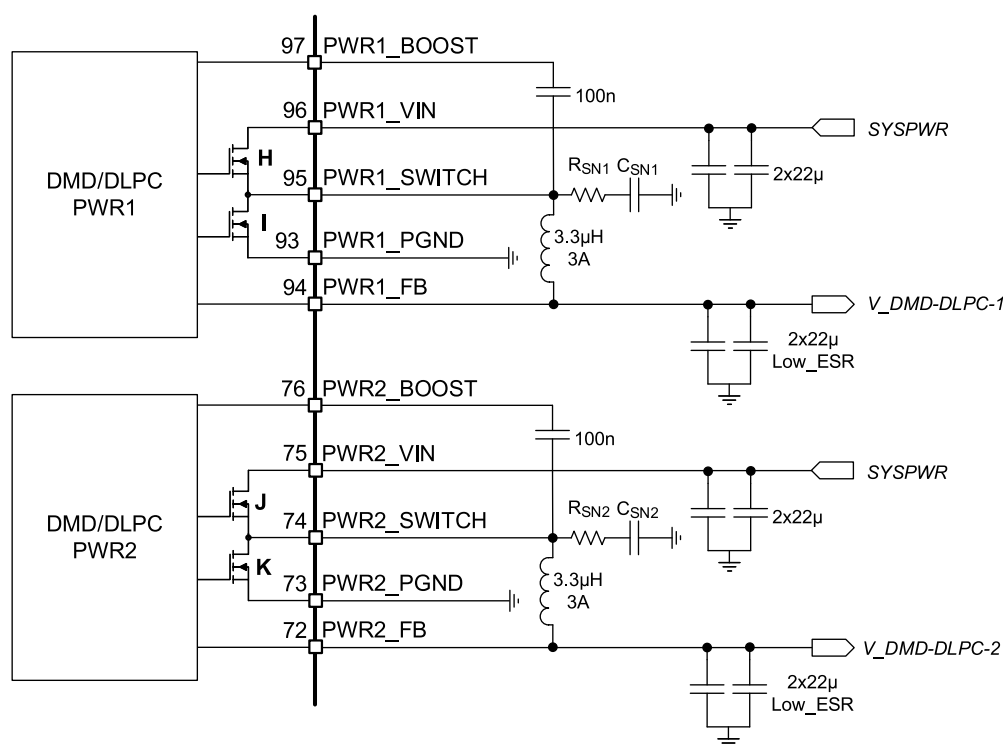 97 PWR1_BOOST
100n
96 PWR1_VIN
SYSPWR
H
2x22µ
DMD/DLPC
PWR1
95 PWR1_SWITCH
RSN1 CSN1
I
3.3µH
3A
93 PWR1_PGND
94 PWR1_FB
V_DMD-DLPC-1
2x22µ
Low_ESR
76 PWR2_BOOST
100n
75 PWR2_VIN
SYSPWR
J
2x22µ
DMD/DLPC
PWR2
74 PWR2_SWITCH
RSN2 CSN2
K
3.3µH
3A
73 PWR2_PGND
72 PWR2_FB
V_DMD-DLPC-2
2x22µ
Low_ESR